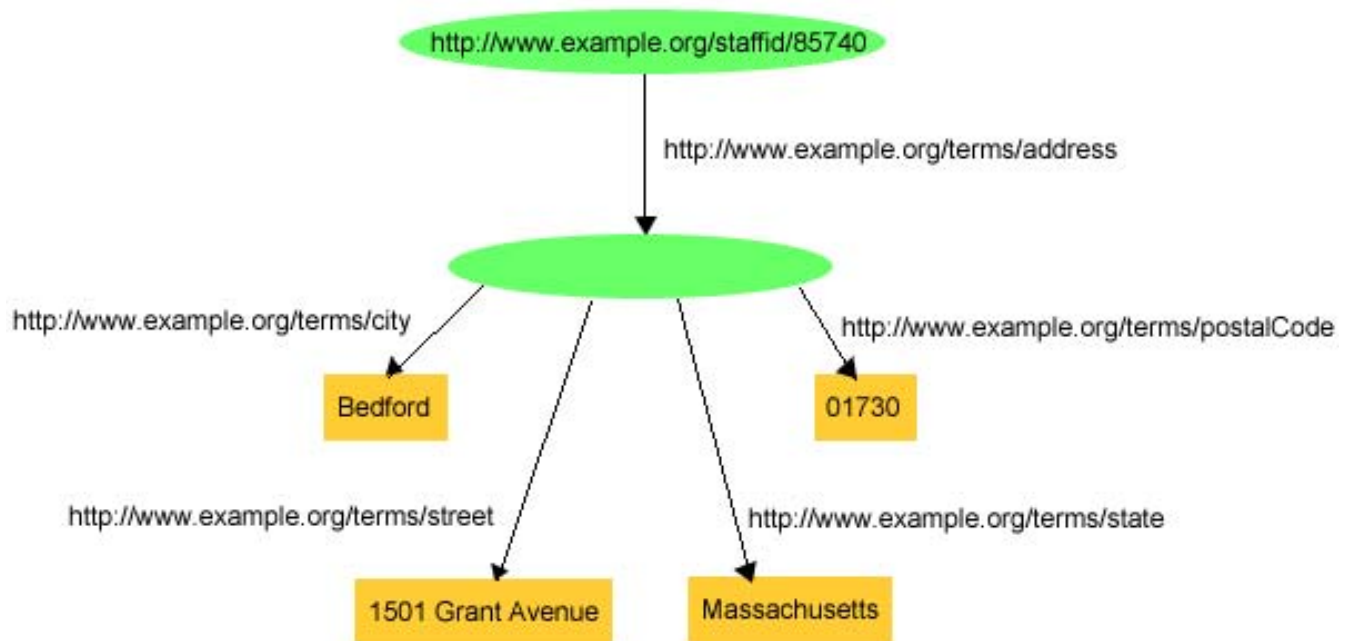 http://www.example.org/staffid/85740
http://www.example.org/terms/address
http://www.example.org/terms/city
http://www.example.org/terms/postalCode
Bedford
01730
http://www.example.org/terms/street
http://www.example.org/terms/state
1501 Grant Avenue
Massachusetts